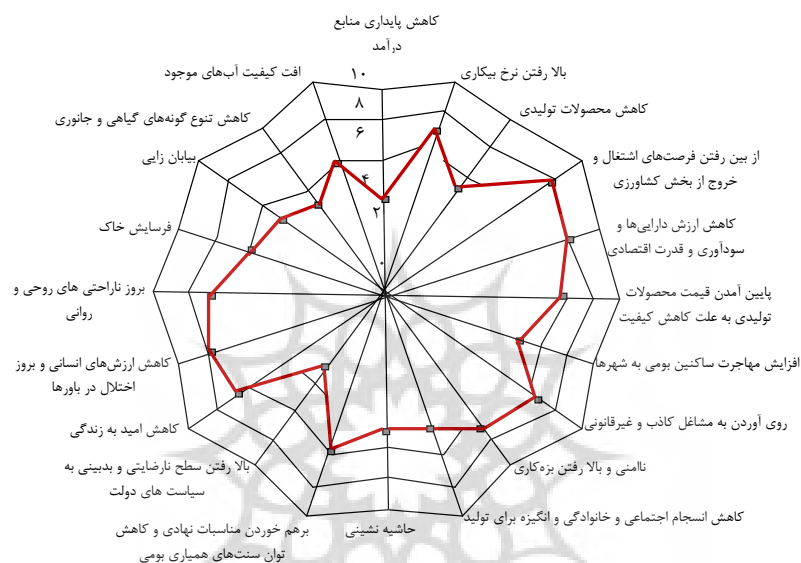 کاهش پایداری منابع
درآمد
بالا رفتن نرخ بیکاری
کاهش محصولات تولیدی
از بین رفتن فرصت‌های اشتغال و
خروج از بخش کشاورزی
کاهش ارزش دارایی‌ها و
سودآوری و قدرت اقتصادی
پایین آمدن قیمت محصولات
تولیدی به علت کاهش کیفیت
افزایش مهاجرت ساکنین بومی به شهرها
روی آوردن به مشاغل کاذب و غیرقانونی
ناامنی و بالا رفتن بزه‌کاری
کاهش انسجام اجتماعی و خانوادگی و انگیزه برای تولید
حاشیه نشینی
برهم خوردن مناسبات نهادی و کاهش
توان سنت‌های همیاری بومی
بالا رفتن سطح نارضایتی و بدبینی به
سیاست های دولت
کاهش امید به زندگی
کاهش ارزش‌های انسانی و بروز
اختلال در باورها
بروز ناراحتی های روحی و
روانی
فرسایش خاک
بیابان زایی
کاهش تنوع گونه‌های گیاهی و جانوری
افت کیفیت آب‌های موجود
۱۰
۸
۶
۴
۲
۰